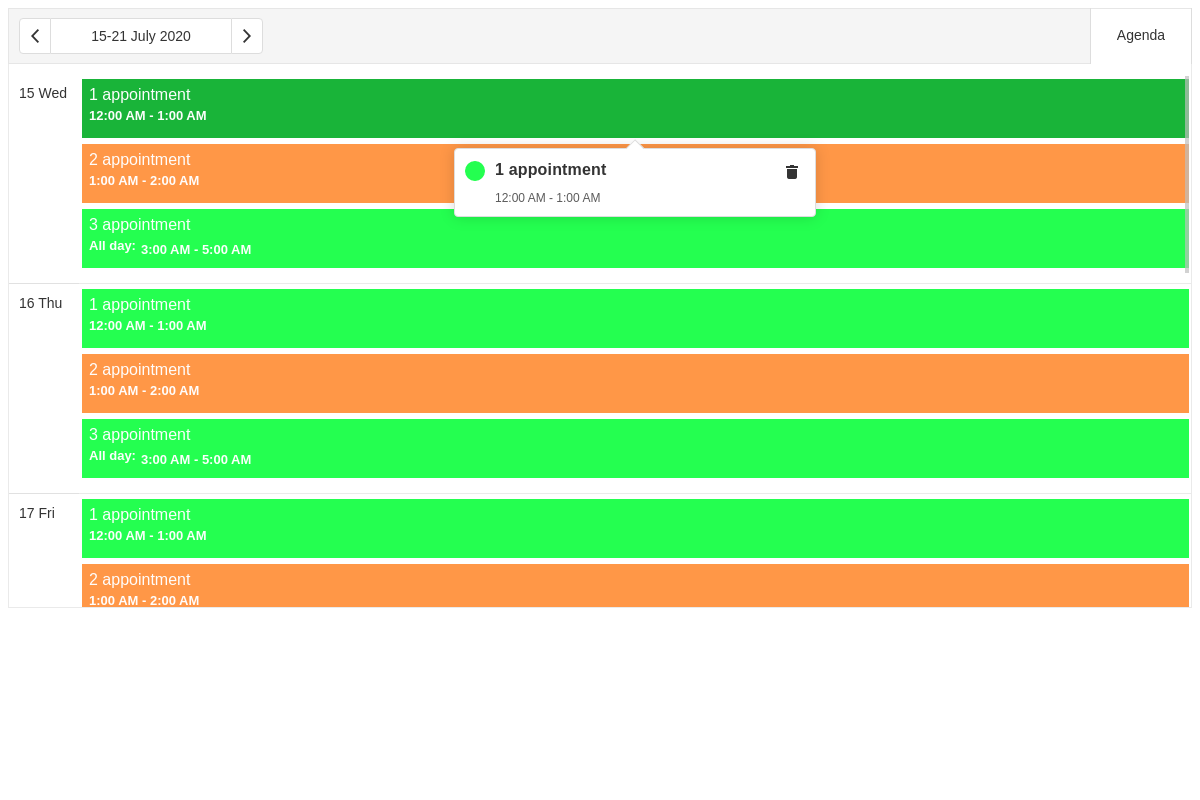 15-21 July 2020
Agenda
15 Wed
1 appointment
12:00 AM - 1:00 AM
2 appointment
1:00 AM - 2:00 AM
1 appointment
12:00 AM - 1:00 AM
3 appointment
All day: 3:00 AM - 5:00 AM
16 Thu
1 appointment
12:00 AM - 1:00 AM
2 appointment
1:00 AM - 2:00 AM
3 appointment
All day: 3:00 AM - 5:00 AM
17 Fri
1 appointment
12:00 AM - 1:00 AM
2 appointment
1:00 AM - 2:00 AM